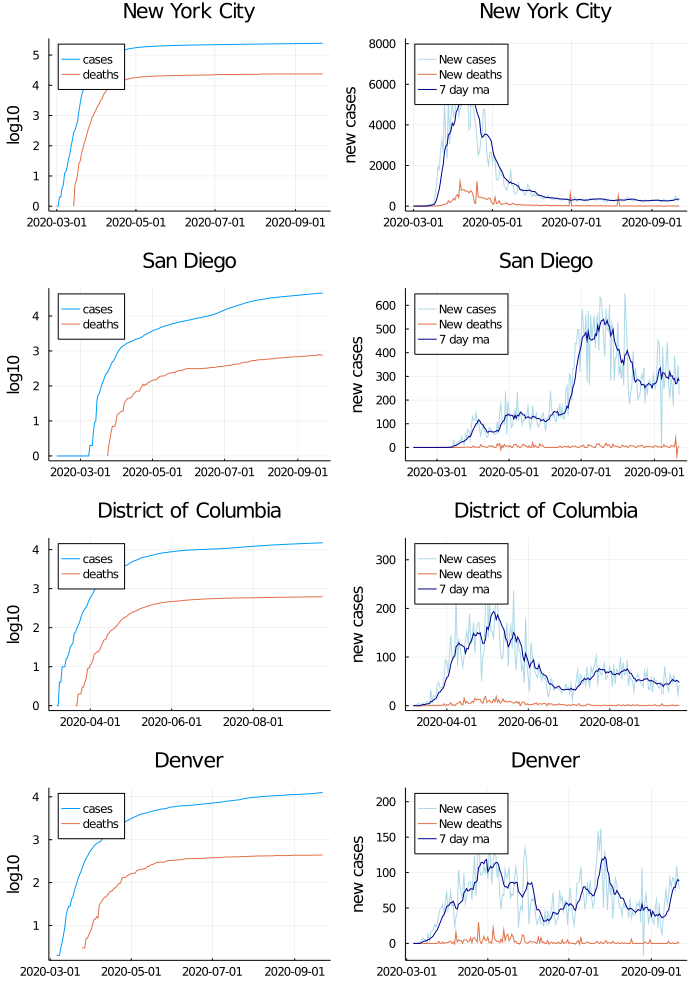 New York City
log10
5
4
3
2
1
0
cases
deaths
2020-03-01 2020-05-01 2020-07-01 2020-09-01
New York City
new cases
8000
6000
4000
2000
0
New cases
New deaths
7 day ma
2020-03-01 2020-05-01 2020-07-01 2020-09-01
San Diego
log10
4
3
2
1
0
cases
deaths
2020-03-01 2020-05-01 2020-07-01 2020-09-01
San Diego
new cases
600
500
400
300
200
100
0
New cases
New deaths
7 day ma
2020-03-01 2020-05-01 2020-07-01 2020-09-01
District of Columbia
log10
4
3
2
1
0
cases
deaths
2020-04-01 2020-06-01 2020-08-01
District of Columbia
new cases
300
200
100
0
New cases
New deaths
7 day ma
2020-04-01 2020-06-01 2020-08-01
Denver
log10
4
3
2
1
cases
deaths
2020-03-01 2020-05-01 2020-07-01 2020-09-01
Denver
new cases
200
150
100
50
0
New cases
New deaths
7 day ma
2020-03-01 2020-05-01 2020-07-01 2020-09-01